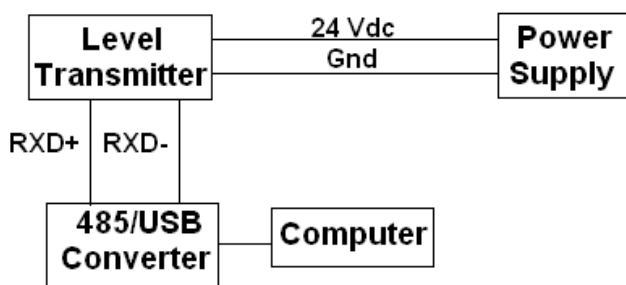 Level
Transmitter
24 Vdc
Gnd
Power
Supply
RXD+
RXD-
485/USB
Converter
Computer